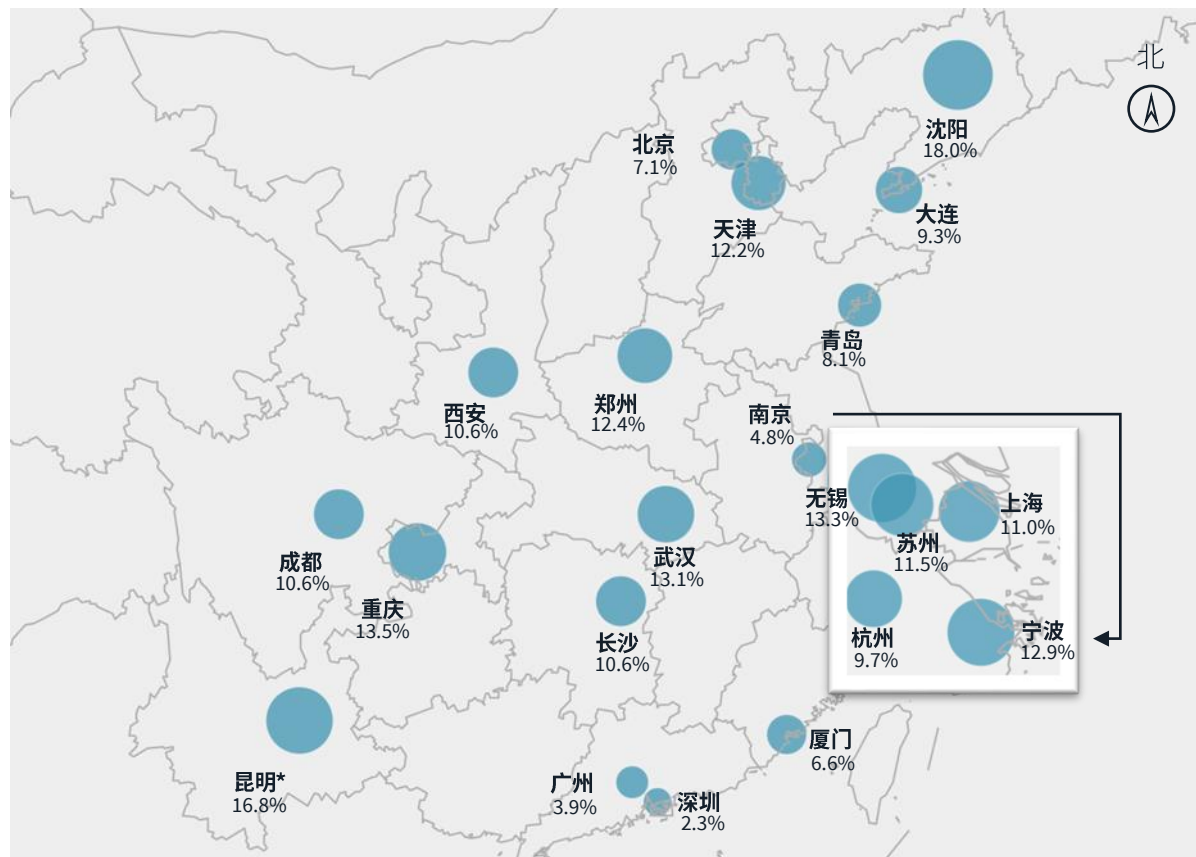 北
沈阳
18.0%
北京
7.1%
天津
12.2%
大连
9.3%
青岛
8.1%
郑州
12.4%
西安
10.6%
南京
4.8%
无锡
13.3%
上海
11.0%
苏州
11.5%
杭州
9.7%
宁波
12.9%
武汉
13.1%
成都
10.6%
重庆
13.5%
长沙
10.6%
昆明*
16.8%
厦门
6.6%
广州
3.9%
深圳
2.3%